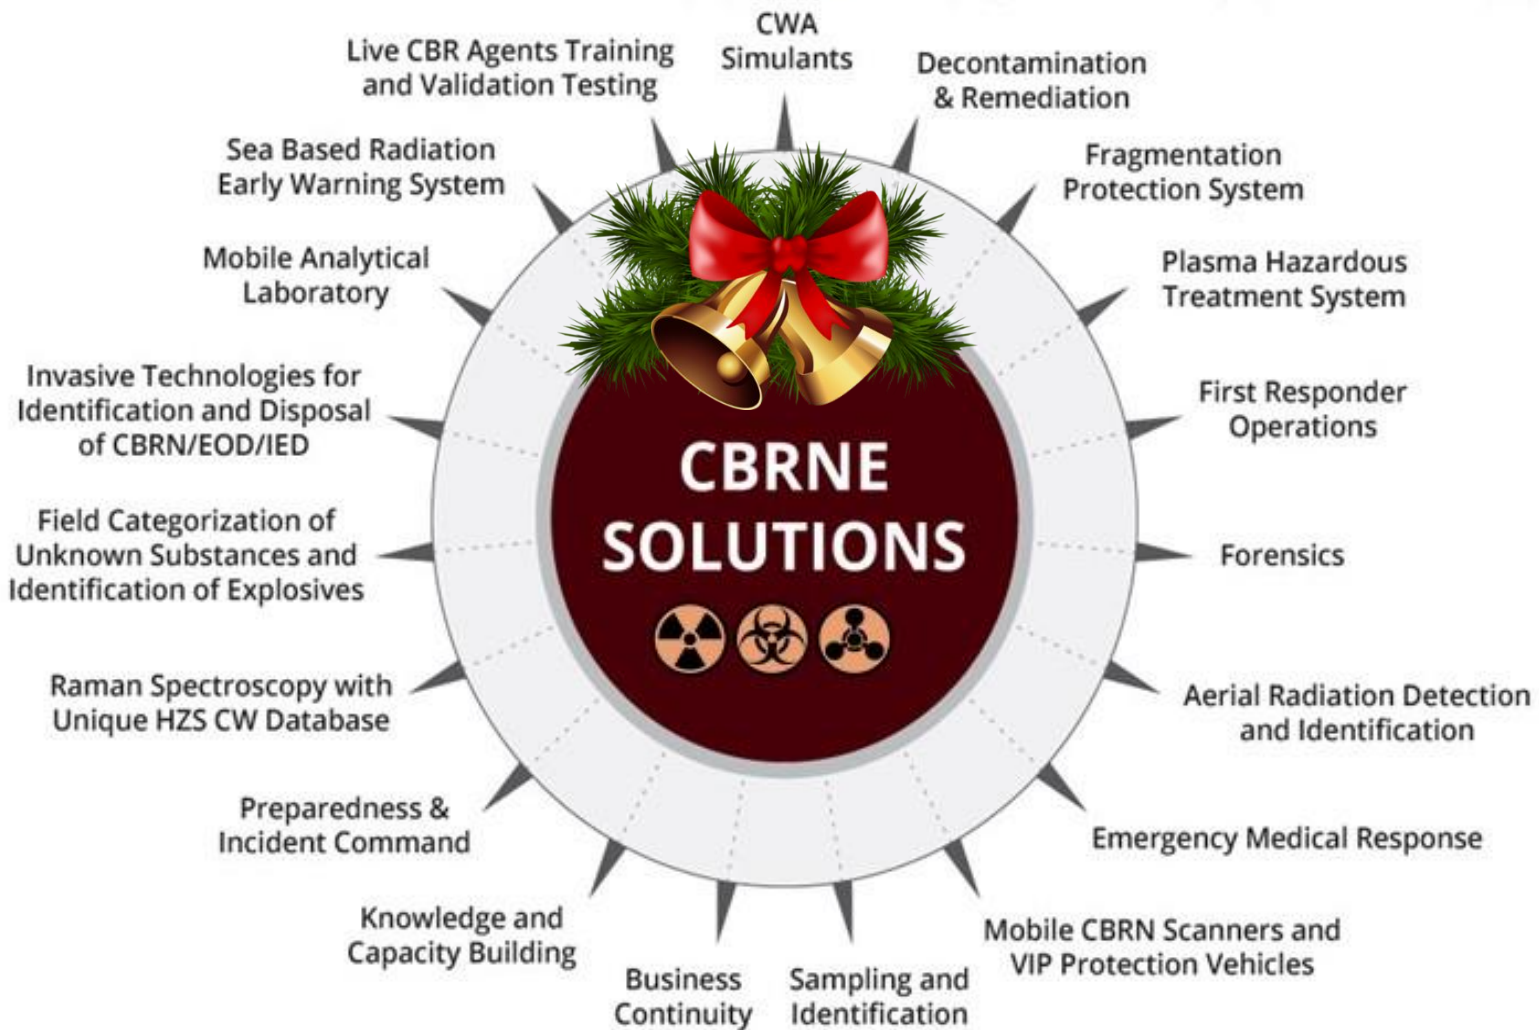 CWA
Simulants
Decontamination
& Remediation
Fragmentation
Protection System
Plasma Hazardous
Treatment System
First Responder
Operations
Forensics
Aerial Radiation Detection
and Identification
Emergency Medical Response
Mobile CBRN Scanners and
VIP Protection Vehicles
Sampling and
Identification
Business
Continuity
Knowledge and
Capacity Building
Preparedness &
Incident Command
Raman Spectroscopy with
Unique HZS CW Database
Field Categorization of
Unknown Substances and
Identification of Explosives
Invasive Technologies for
Identification and Disposal
of CBRN/EOD/IED
Mobile Analytical
Laboratory
Sea Based Radiation
Early Warning System
Live CBR Agents Training
and Validation Testing
CBRNE
SOLUTIONS